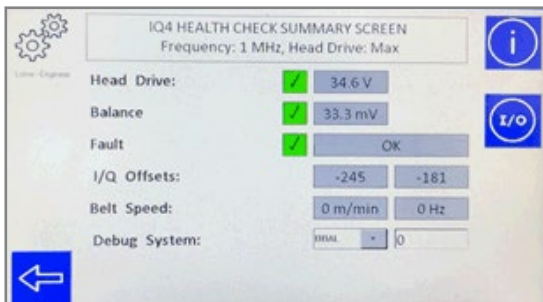 IQ4 HEALTH CHECK SUMMARY SCREEN
Frequency: 1 MHz, Head Drive: Max
i
Head Drive: ✓ 34.6 V
I/O
Balance ✓ 33.3 mV
Fault ✓ OK
I/Q Offsets: -245 -181
Belt Speed: 0 m/min 0 Hz
Debug System: 0